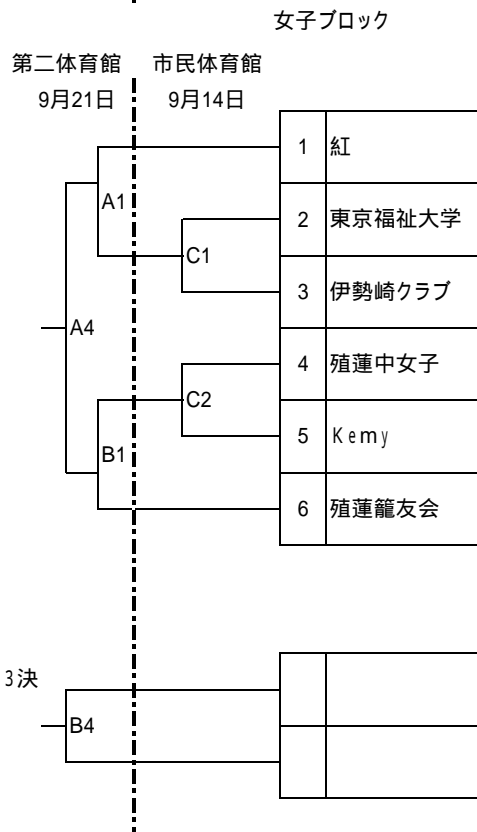 女子ブロック
第二体育館 市民体育館
9月21日 9月14日
1 紅
A1
2 東京福祉大学
C1
3 伊勢崎クラブ
A4
4 殖蓮中女子
C2
5 Kemy
B1
6 殖蓮籠友会
3決
B4